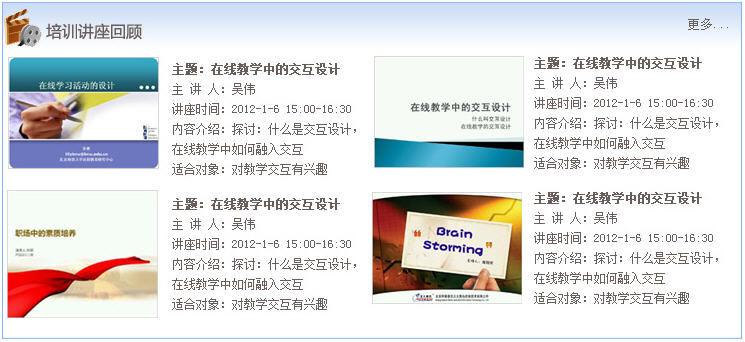 培训讲座回顾
更多...
在线学习活动的设计
主题：在线教学中的交互设计
主 讲 人：吴伟
讲座时间：2012-1-6 15:00-16:30
内容介绍：探讨：什么是交互设计，
在线教学中如何融入交互
适合对象：对教学交互有兴趣
在线教学中的交互设计
什么叫交互设计
在线教学的交互设计
主题：在线教学中的交互设计
主 讲 人：吴伟
讲座时间：2012-1-6 15:00-16:30
内容介绍：探讨：什么是交互设计，
在线教学中如何融入交互
适合对象：对教学交互有兴趣
职场中的素质培养
主题：在线教学中的交互设计
主 讲 人：吴伟
讲座时间：2012-1-6 15:00-16:30
内容介绍：探讨：什么是交互设计，
在线教学中如何融入交互
适合对象：对教学交互有兴趣
"Brain
Storming"
主题：在线教学中的交互设计
主 讲 人：吴伟
讲座时间：2012-1-6 15:00-16:30
内容介绍：探讨：什么是交互设计，
在线教学中如何融入交互
适合对象：对教学交互有兴趣